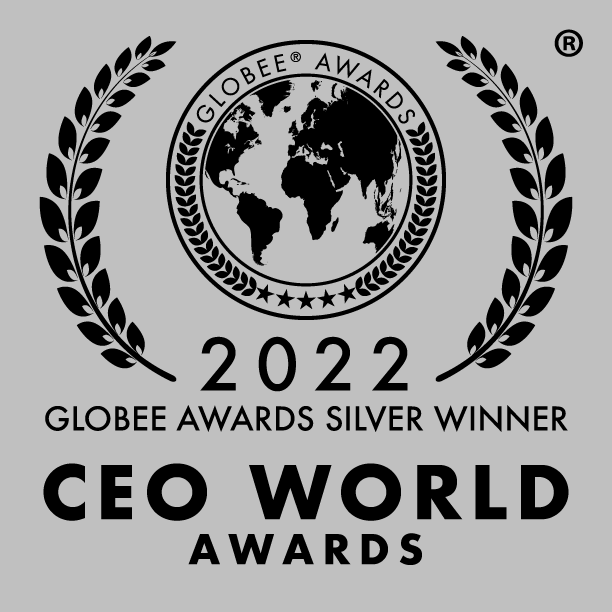 ®
GLOBEE® AWARDS
2022
GLOBEE AWARDS SILVER WINNER
CEO WORLD
AWARDS